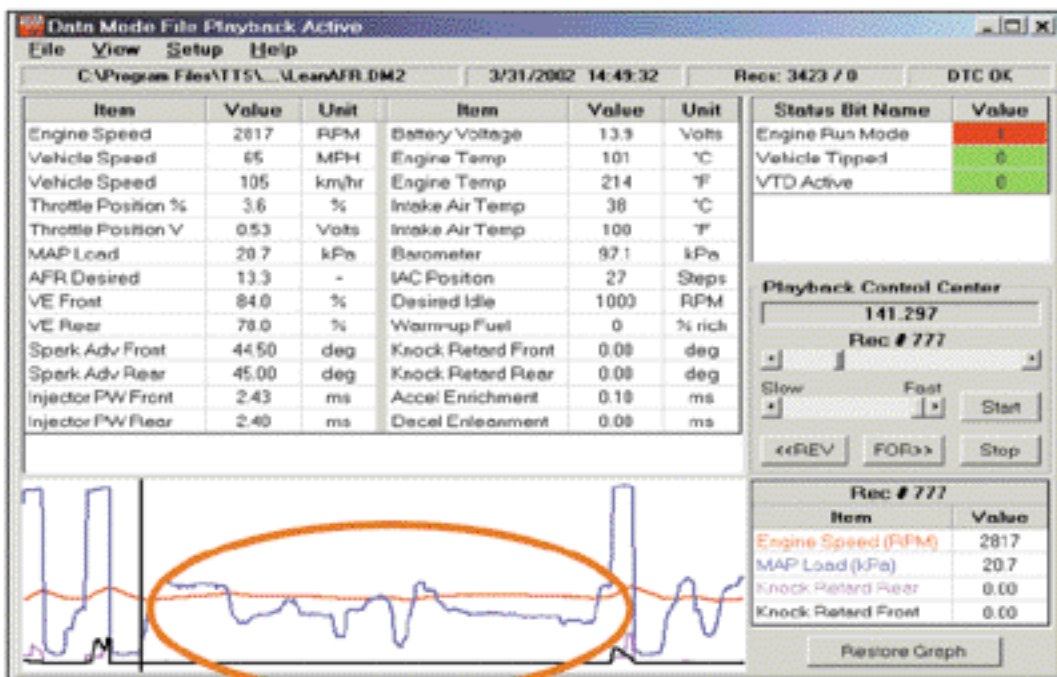 Data Mode File Playback Active
File View Setup Help
C:\Program Files\TTS\...\LeanAFR.DM2 3/31/2002 14:49:32 Recs: 3423 / 0 DTC OK
Item Value Unit Item Value Unit
Engine Speed 2817 RPM Battery Voltage 13.9 Volts
Vehicle Speed 65 MPH Engine Temp 101 °C
Vehicle Speed 105 km/hr Engine Temp 214 °F
Throttle Position % 3.6 % Intake Air Temp 38 °C
Throttle Position V 0.53 Volts Intake Air Temp 100 °F
MAP Load 20.7 kPa Barometer 97.1 kPa
AFR Desired 13.3 - IAC Position 27 Steps
VE Front 84.0 % Desired Idle 1000 RPM
VE Rear 78.0 % Warm-up Fuel 0 % rich
Spark Adv Front 44.50 deg Knock Retard Front 0.00 deg
Spark Adv Rear 45.00 deg Knock Retard Rear 0.00 deg
Injector PW Front 2.43 ms Accel Enrichment 0.10 ms
Injector PW Rear 2.40 ms Decel Enleanment 0.00 ms
Status Bit Name Value
Engine Run Mode 1
Vehicle Tipped 0
VTD Active 0
Playback Control Center
141.297
Rec # 777
Slow Fast
Start
<<REV FOR>> Stop
Rec # 777
Item Value
Engine Speed (RPM) 2817
MAP Load (kPa) 20.7
Knock Retard Rear 0.00
Knock Retard Front 0.00
Restore Graph